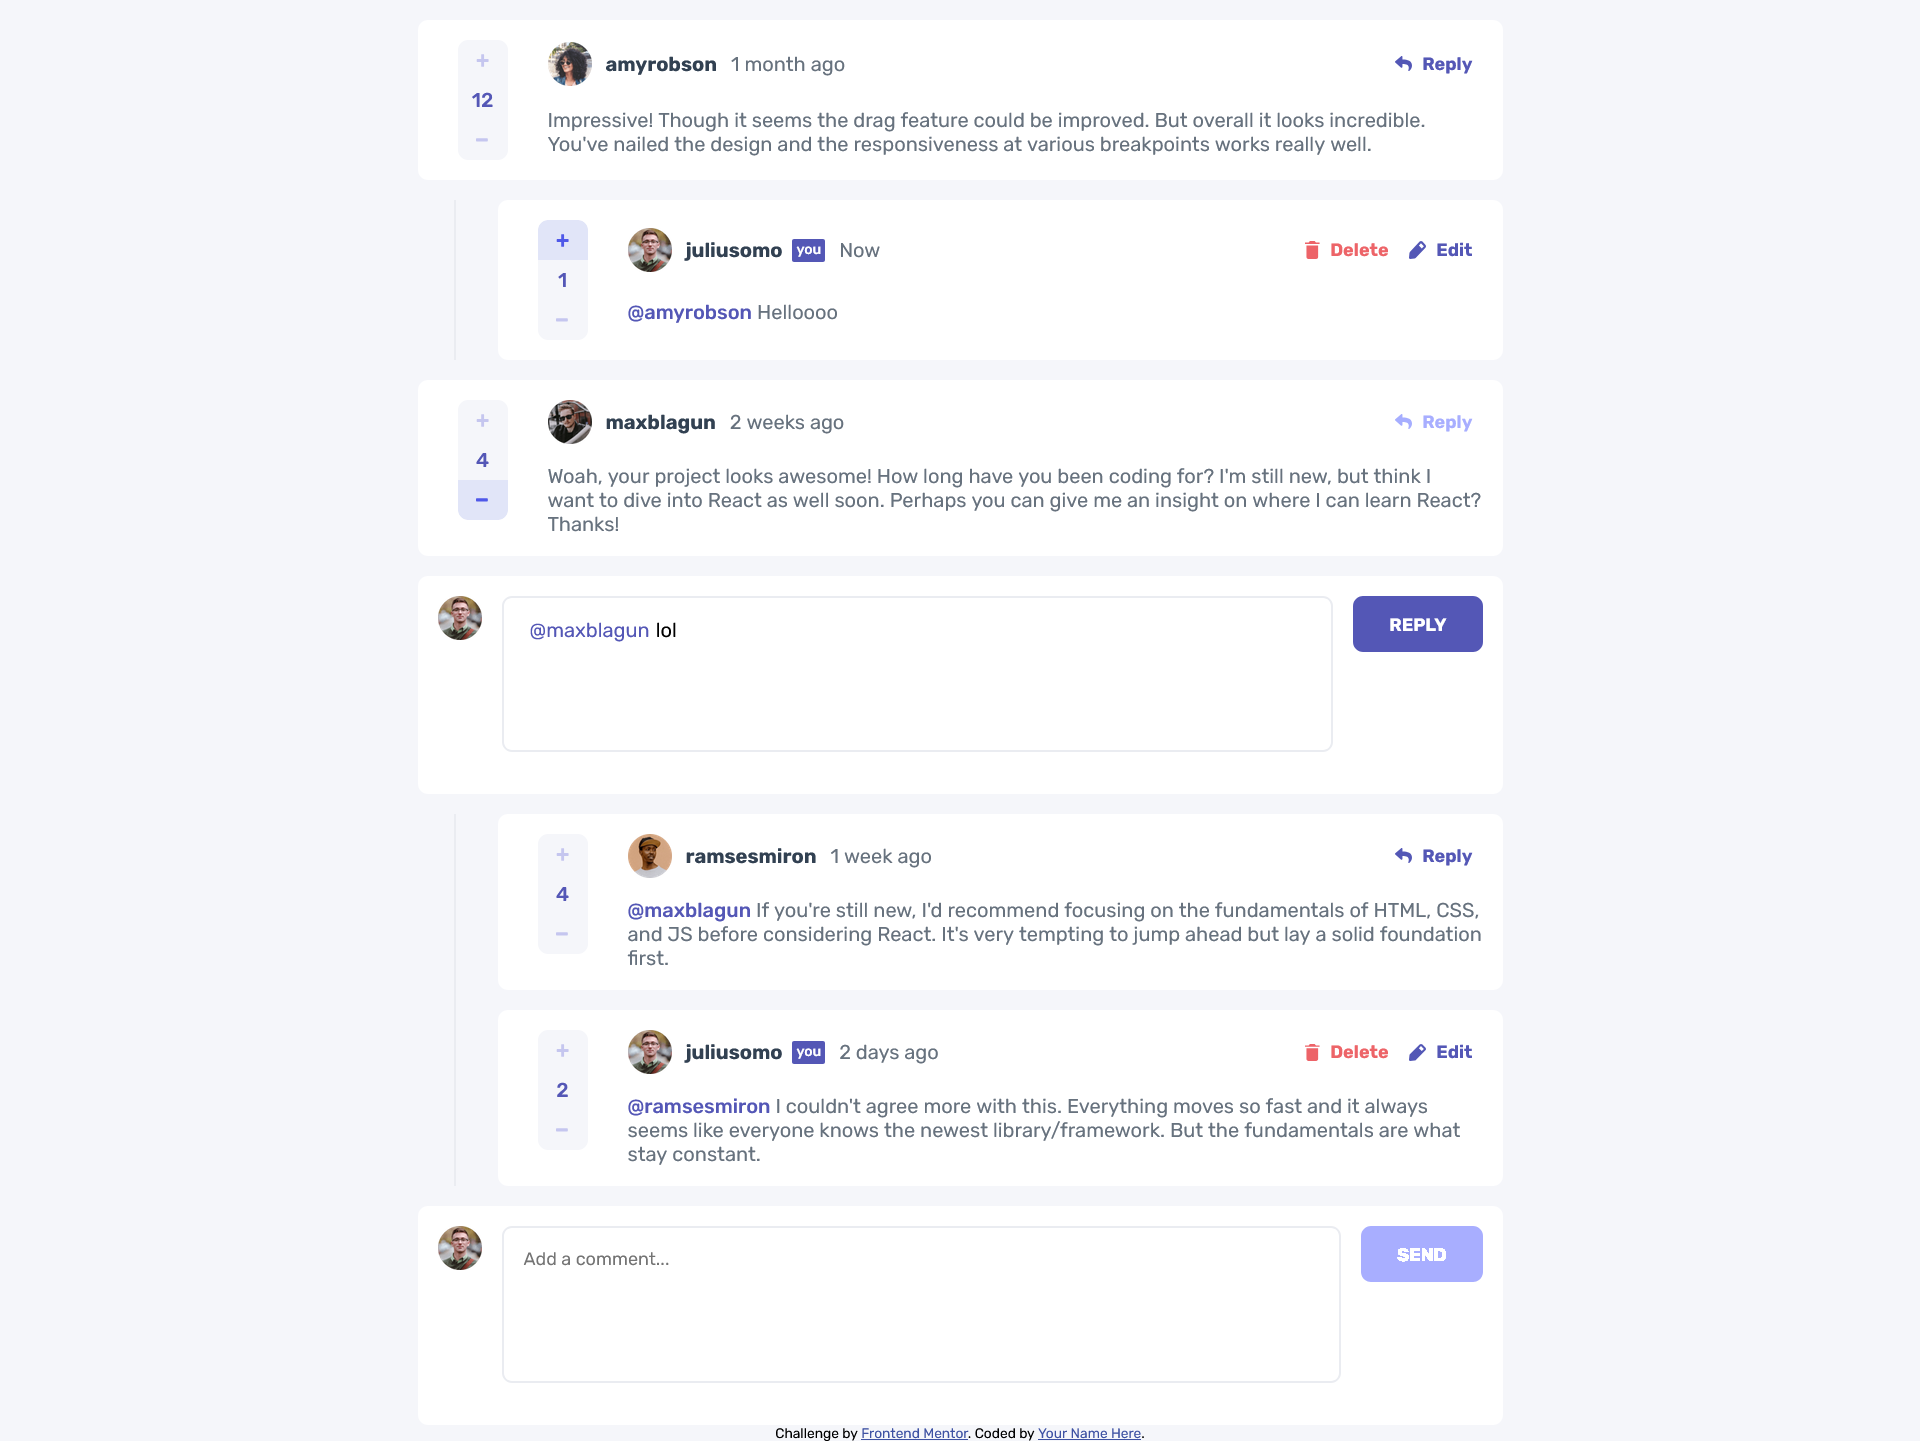 +
12
−
amyrobson 1 month ago
Reply
Impressive! Though it seems the drag feature could be improved. But overall it looks incredible.
You've nailed the design and the responsiveness at various breakpoints works really well.
+
1
−
juliusomo you Now
Delete Edit
@amyrobson Helloooo
+
4
−
maxblagun 2 weeks ago
Reply
Woah, your project looks awesome! How long have you been coding for? I'm still new, but think I
want to dive into React as well soon. Perhaps you can give me an insight on where I can learn React?
Thanks!
@maxblagun lol
REPLY
+
4
−
ramsesmiron 1 week ago
Reply
@maxblagun If you're still new, I'd recommend focusing on the fundamentals of HTML, CSS,
and JS before considering React. It's very tempting to jump ahead but lay a solid foundation
first.
+
2
−
juliusomo you 2 days ago
Delete Edit
@ramsesmiron I couldn't agree more with this. Everything moves so fast and it always
seems like everyone knows the newest library/framework. But the fundamentals are what
stay constant.
Add a comment...
SEND
Challenge by Frontend Mentor. Coded by Your Name Here.